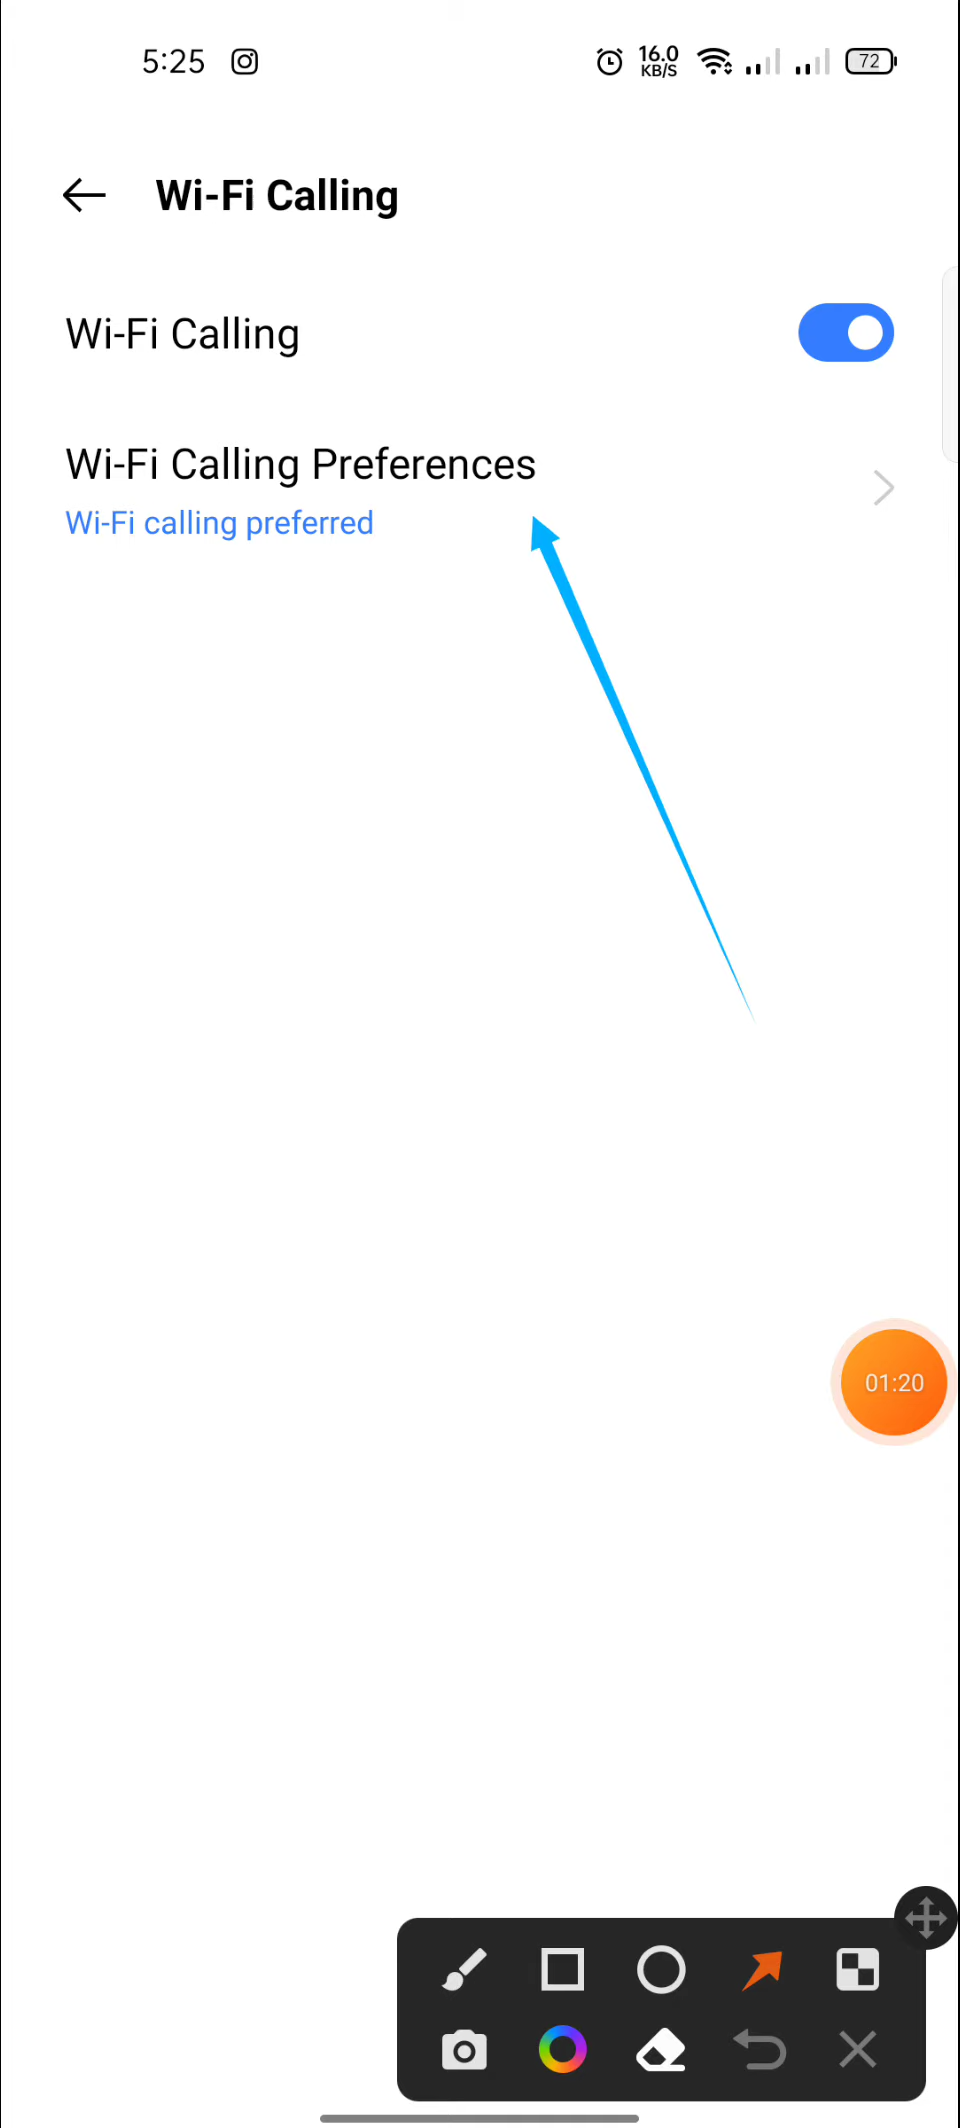 5:25
16.0
KB/S
72
Wi-Fi Calling
Wi-Fi Calling
Wi-Fi Calling Preferences
Wi-Fi calling preferred
01:20